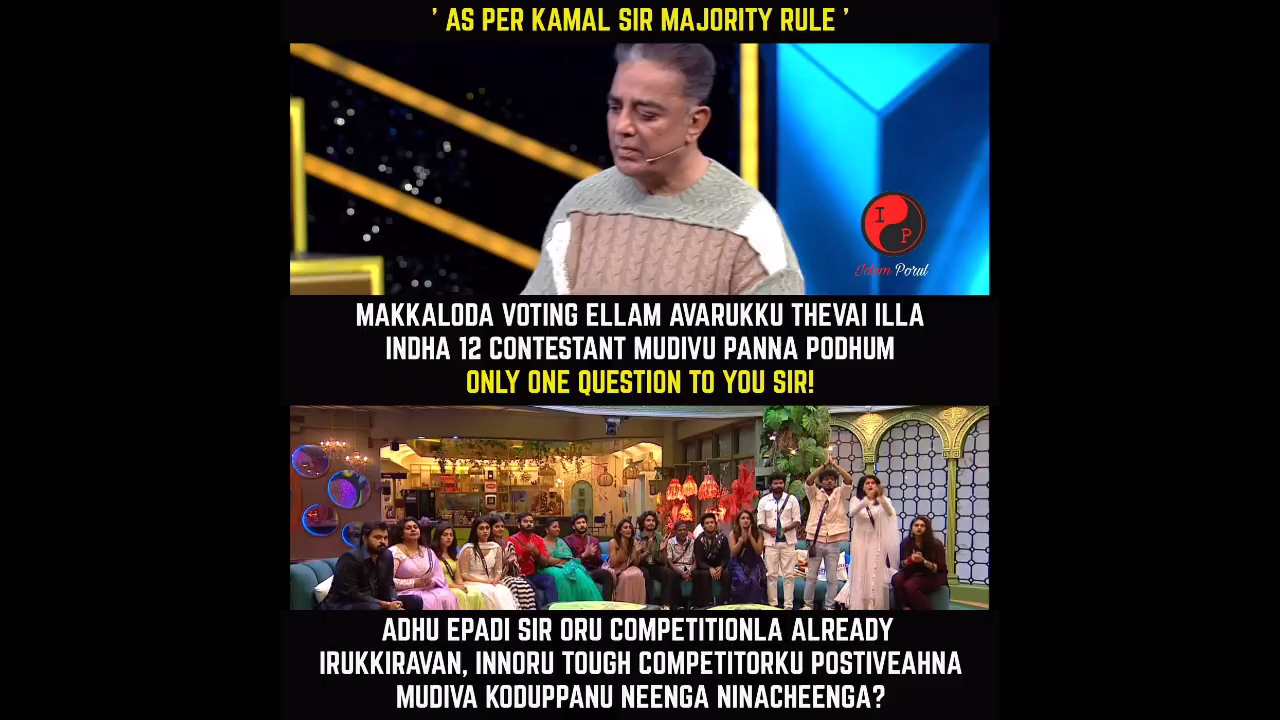 ' AS PER KAMAL SIR MAJORITY RULE '
I
P
Idam Porul
MAKKALODA VOTING ELLAM AVARUKKU THEVAI ILLA
INDHA 12 CONTESTANT MUDIVU PANNA PODHUM
ONLY ONE QUESTION TO YOU SIR!
ADHU EPADI SIR ORU COMPETITIONLA ALREADY
IRUKKIRAVAN, INNORU TOUGH COMPETITORKU POSTIVEAHNA
MUDIVA KODUPPANU NEENGA NINACHEENGA?